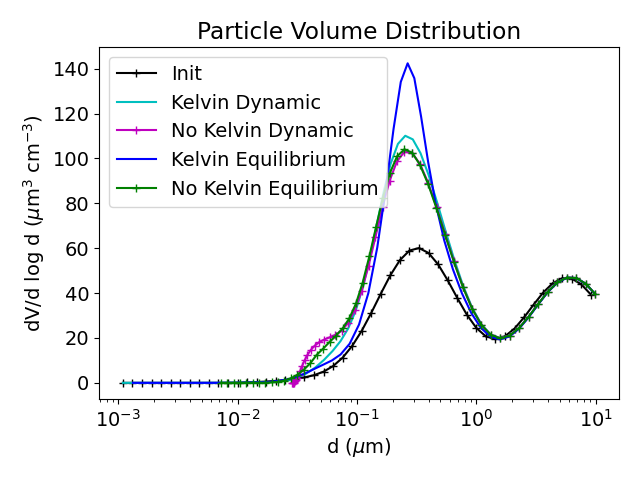 Particle Volume Distribution
dV/d log d (μm³ cm⁻³)
140
120
100
80
60
40
20
0
Init
Kelvin Dynamic
No Kelvin Dynamic
Kelvin Equilibrium
No Kelvin Equilibrium
10⁻³ 10⁻² 10⁻¹ 10⁰ 10¹
d (μm)